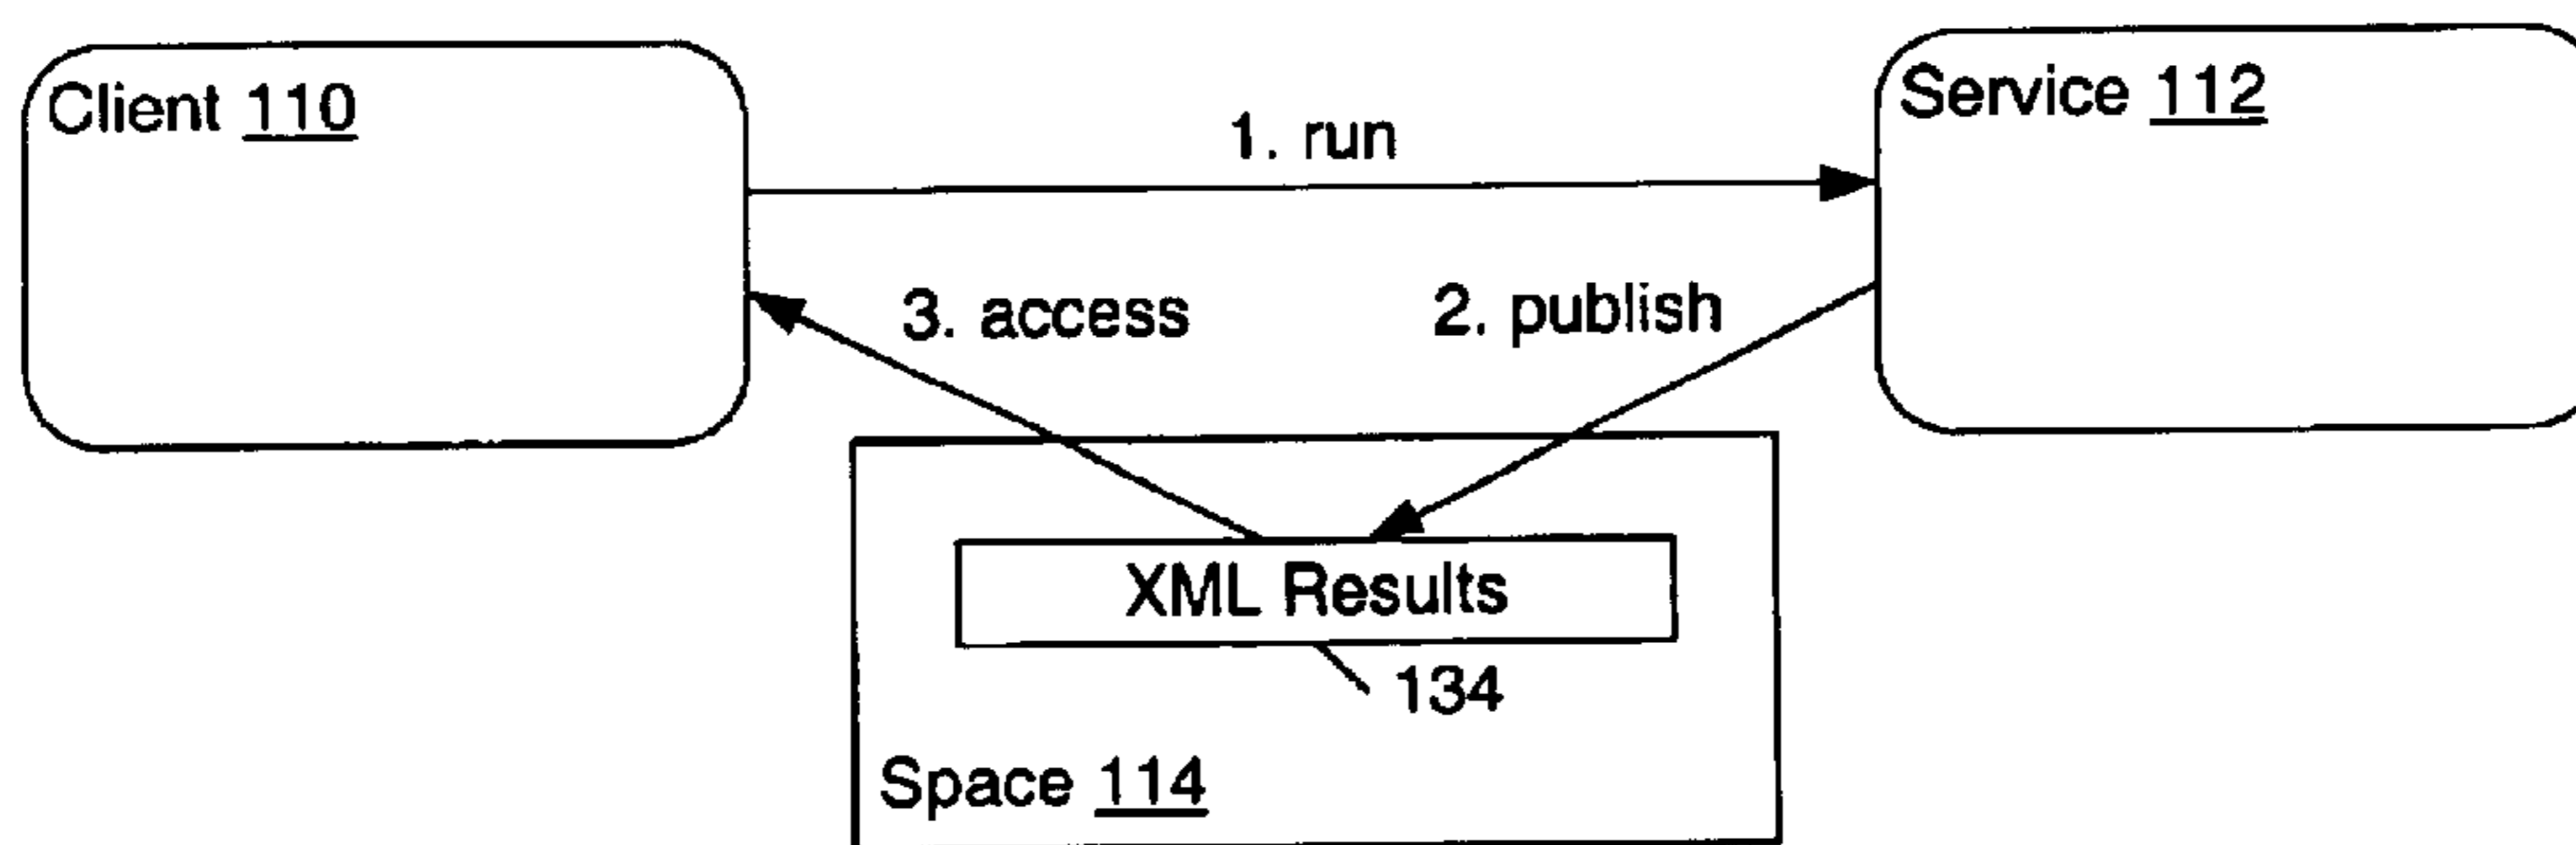 Client 110
Service 112
1. run
3. access
2. publish
XML Results
134
Space 114